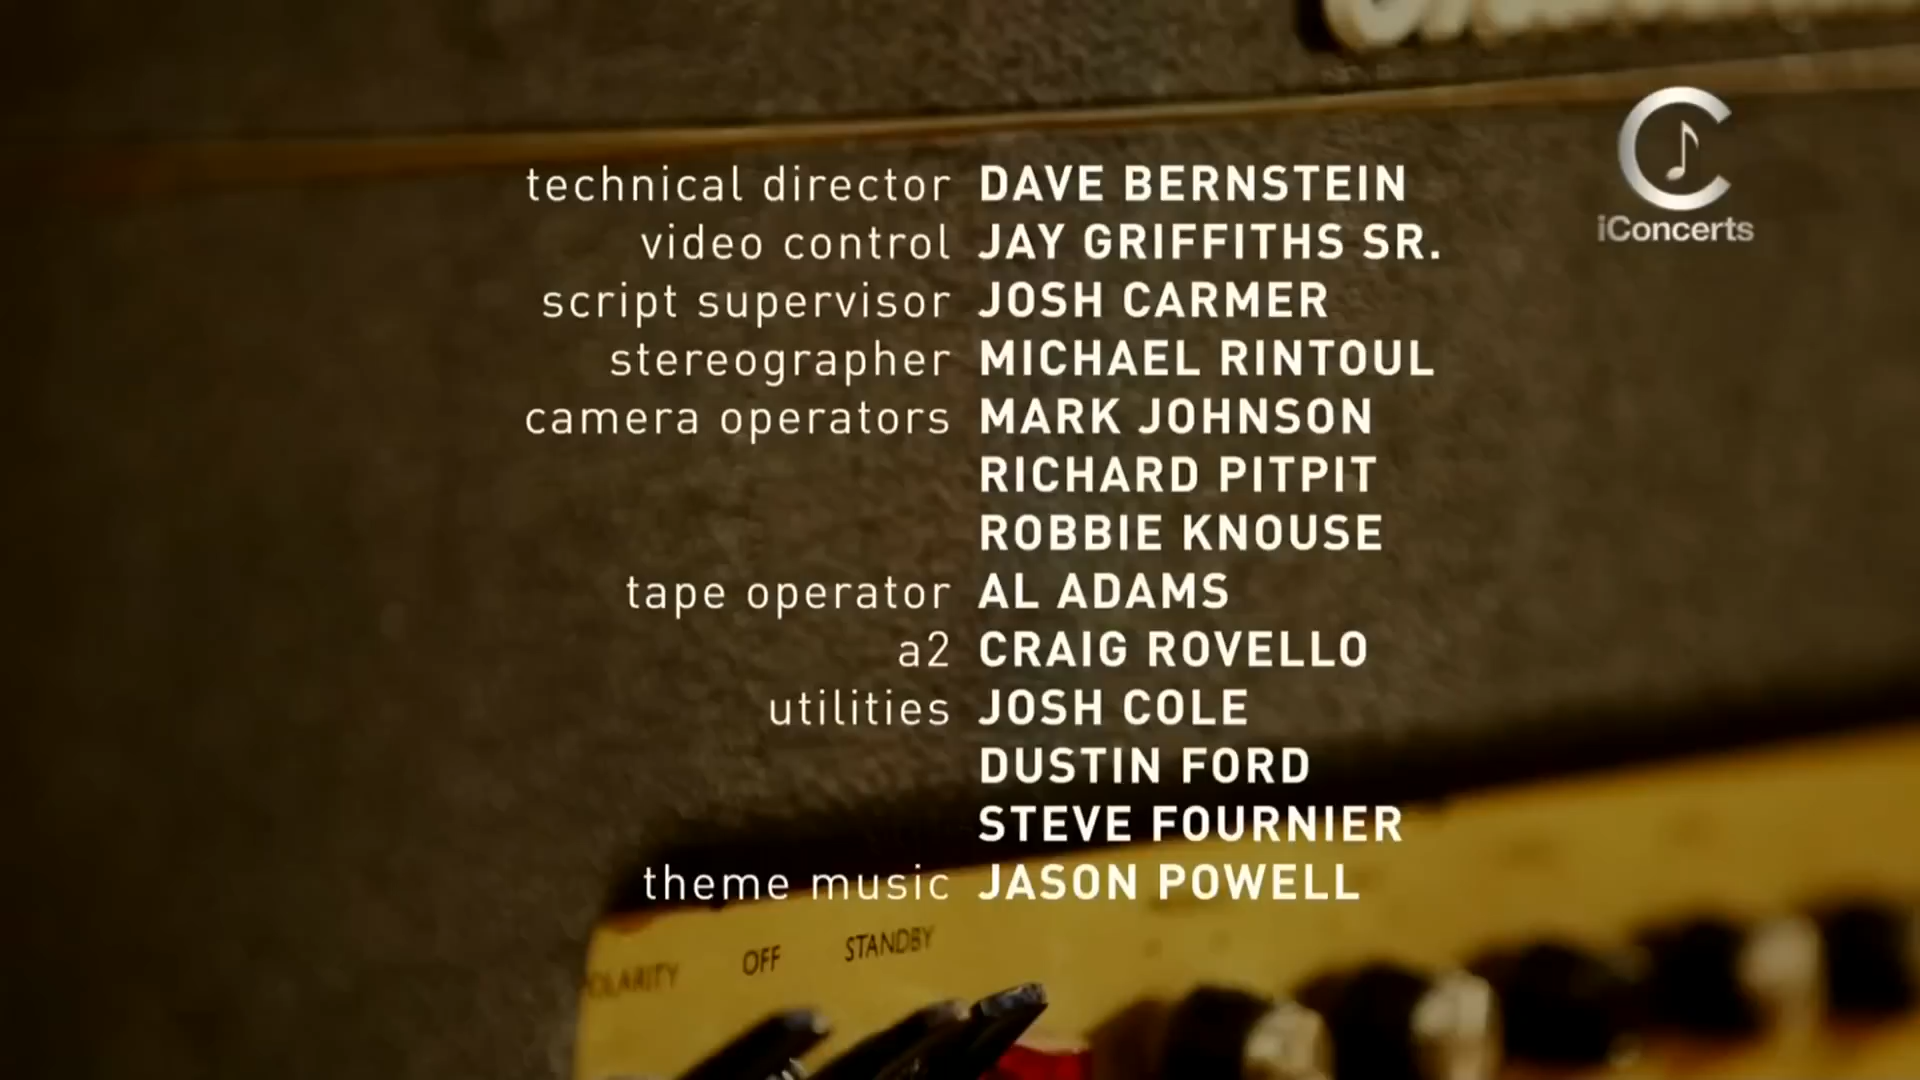 iConcerts
technical director DAVE BERNSTEIN
video control JAY GRIFFITHS SR.
script supervisor JOSH CARMER
stereographer MICHAEL RINTOUL
camera operators MARK JOHNSON
RICHARD PITPIT
ROBBIE KNOUSE
tape operator AL ADAMS
a2 CRAIG ROVELLO
utilities JOSH COLE
DUSTIN FORD
STEVE FOURNIER
theme music JASON POWELL
OFF STANDBY